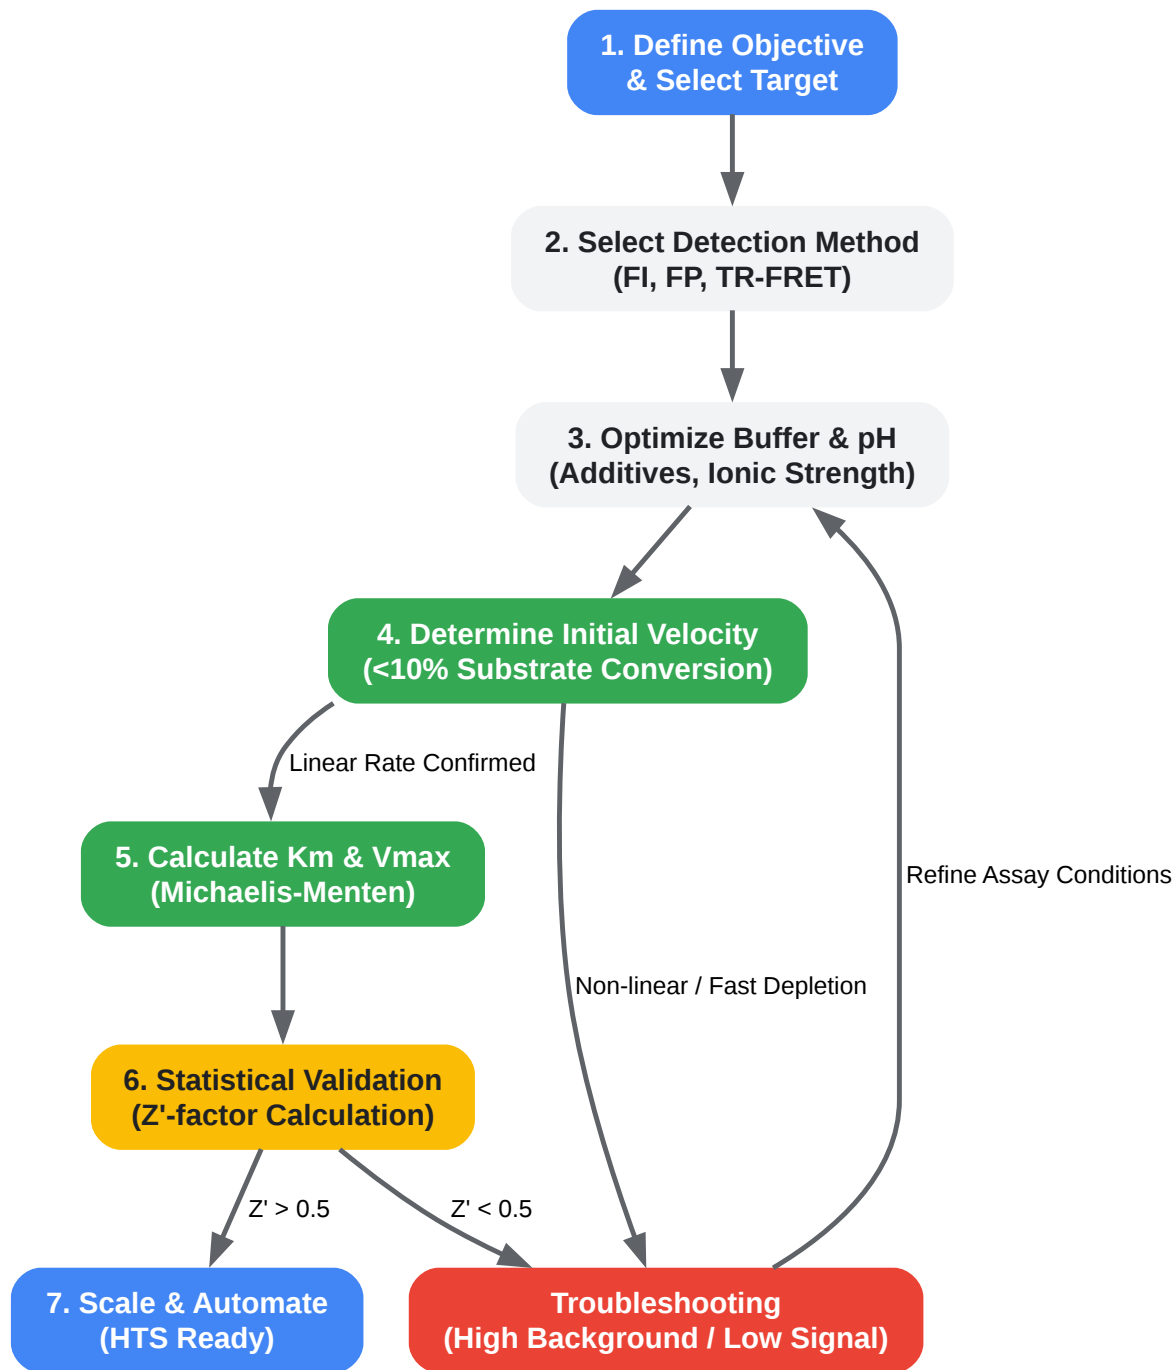 1. Define Objective
& Select Target
2. Select Detection Method
(FI, FP, TR-FRET)
3. Optimize Buffer & pH
(Additives, Ionic Strength)
4. Determine Initial Velocity
(<10% Substrate Conversion)
Linear Rate Confirmed
5. Calculate Km & Vmax
(Michaelis-Menten)
Refine Assay Conditions
Non-linear / Fast Depletion
6. Statistical Validation
(Z'-factor Calculation)
Z' > 0.5
Z' < 0.5
7. Scale & Automate
(HTS Ready)
Troubleshooting
(High Background / Low Signal)